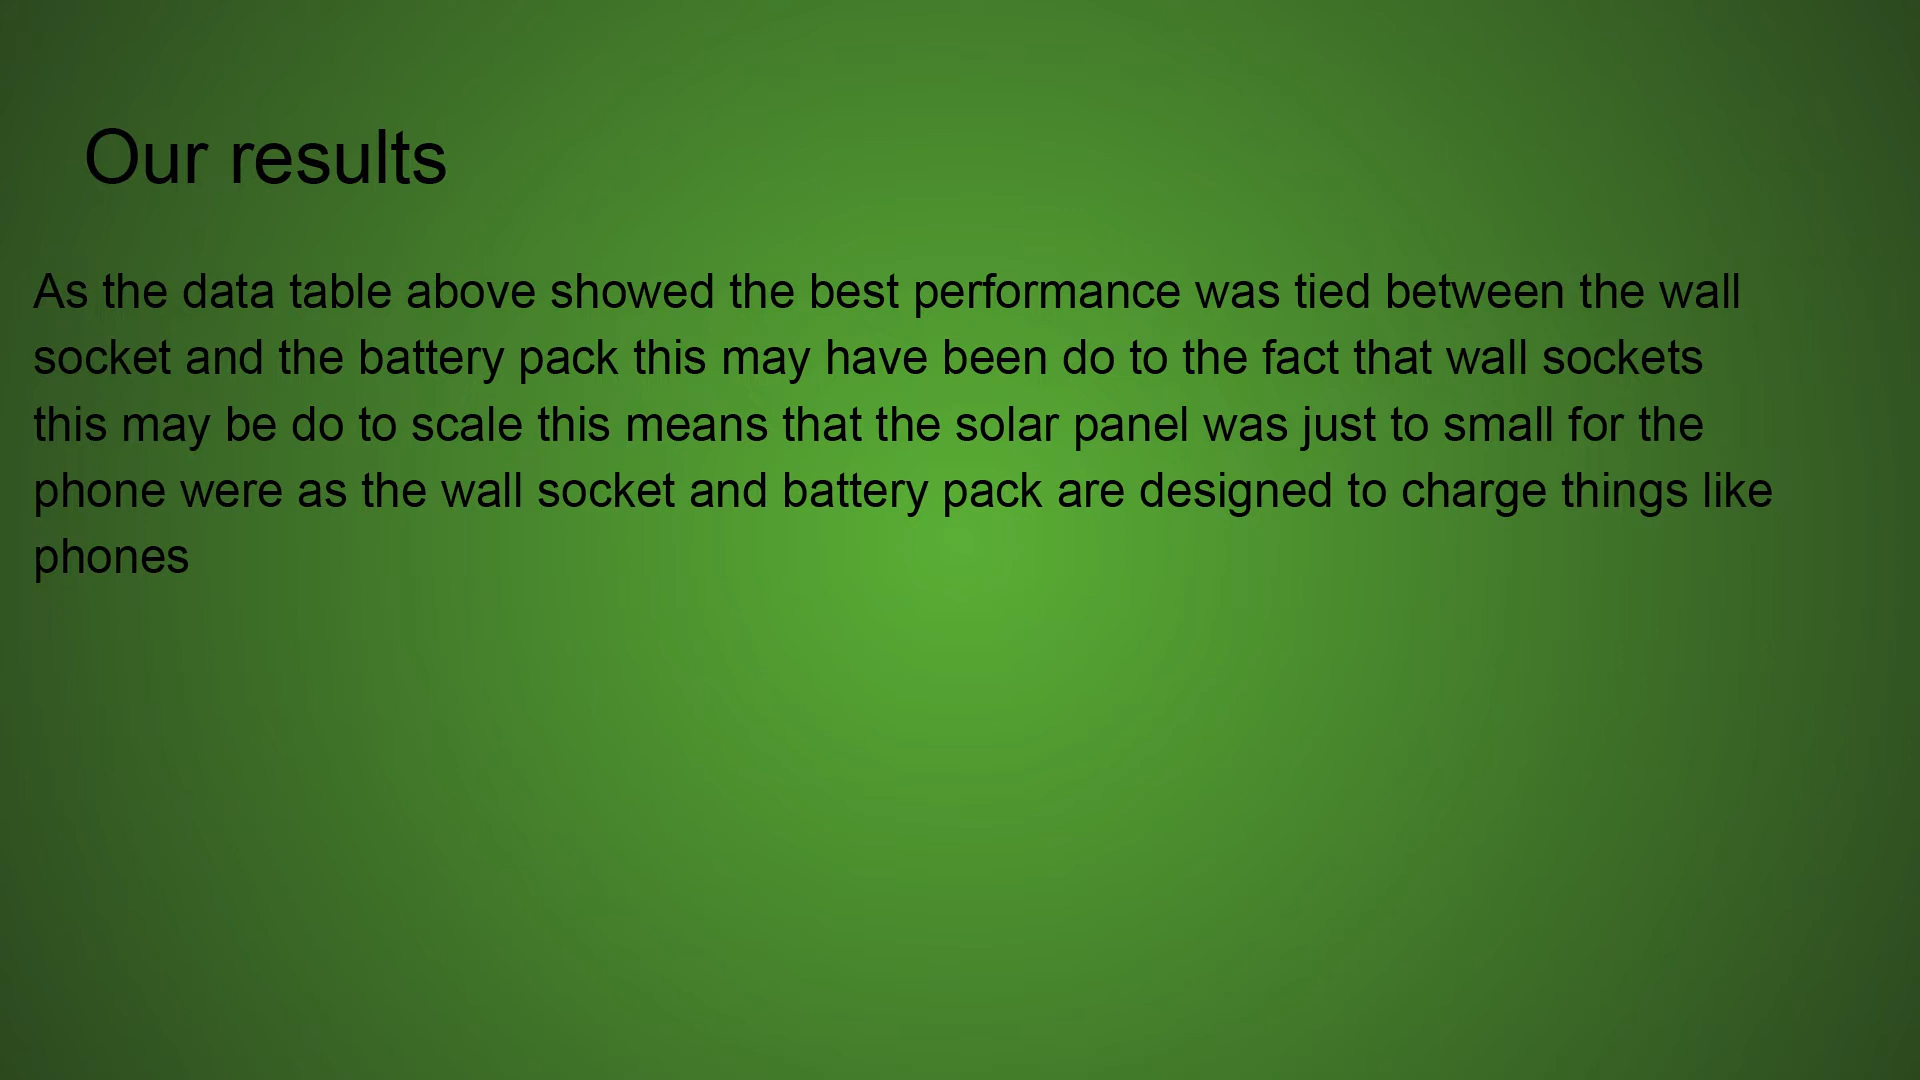 Our results
As the data table above showed the best performance was tied between the wall
socket and the battery pack this may have been do to the fact that wall sockets
this may be do to scale this means that the solar panel was just to small for the
phone were as the wall socket and battery pack are designed to charge things like
phones